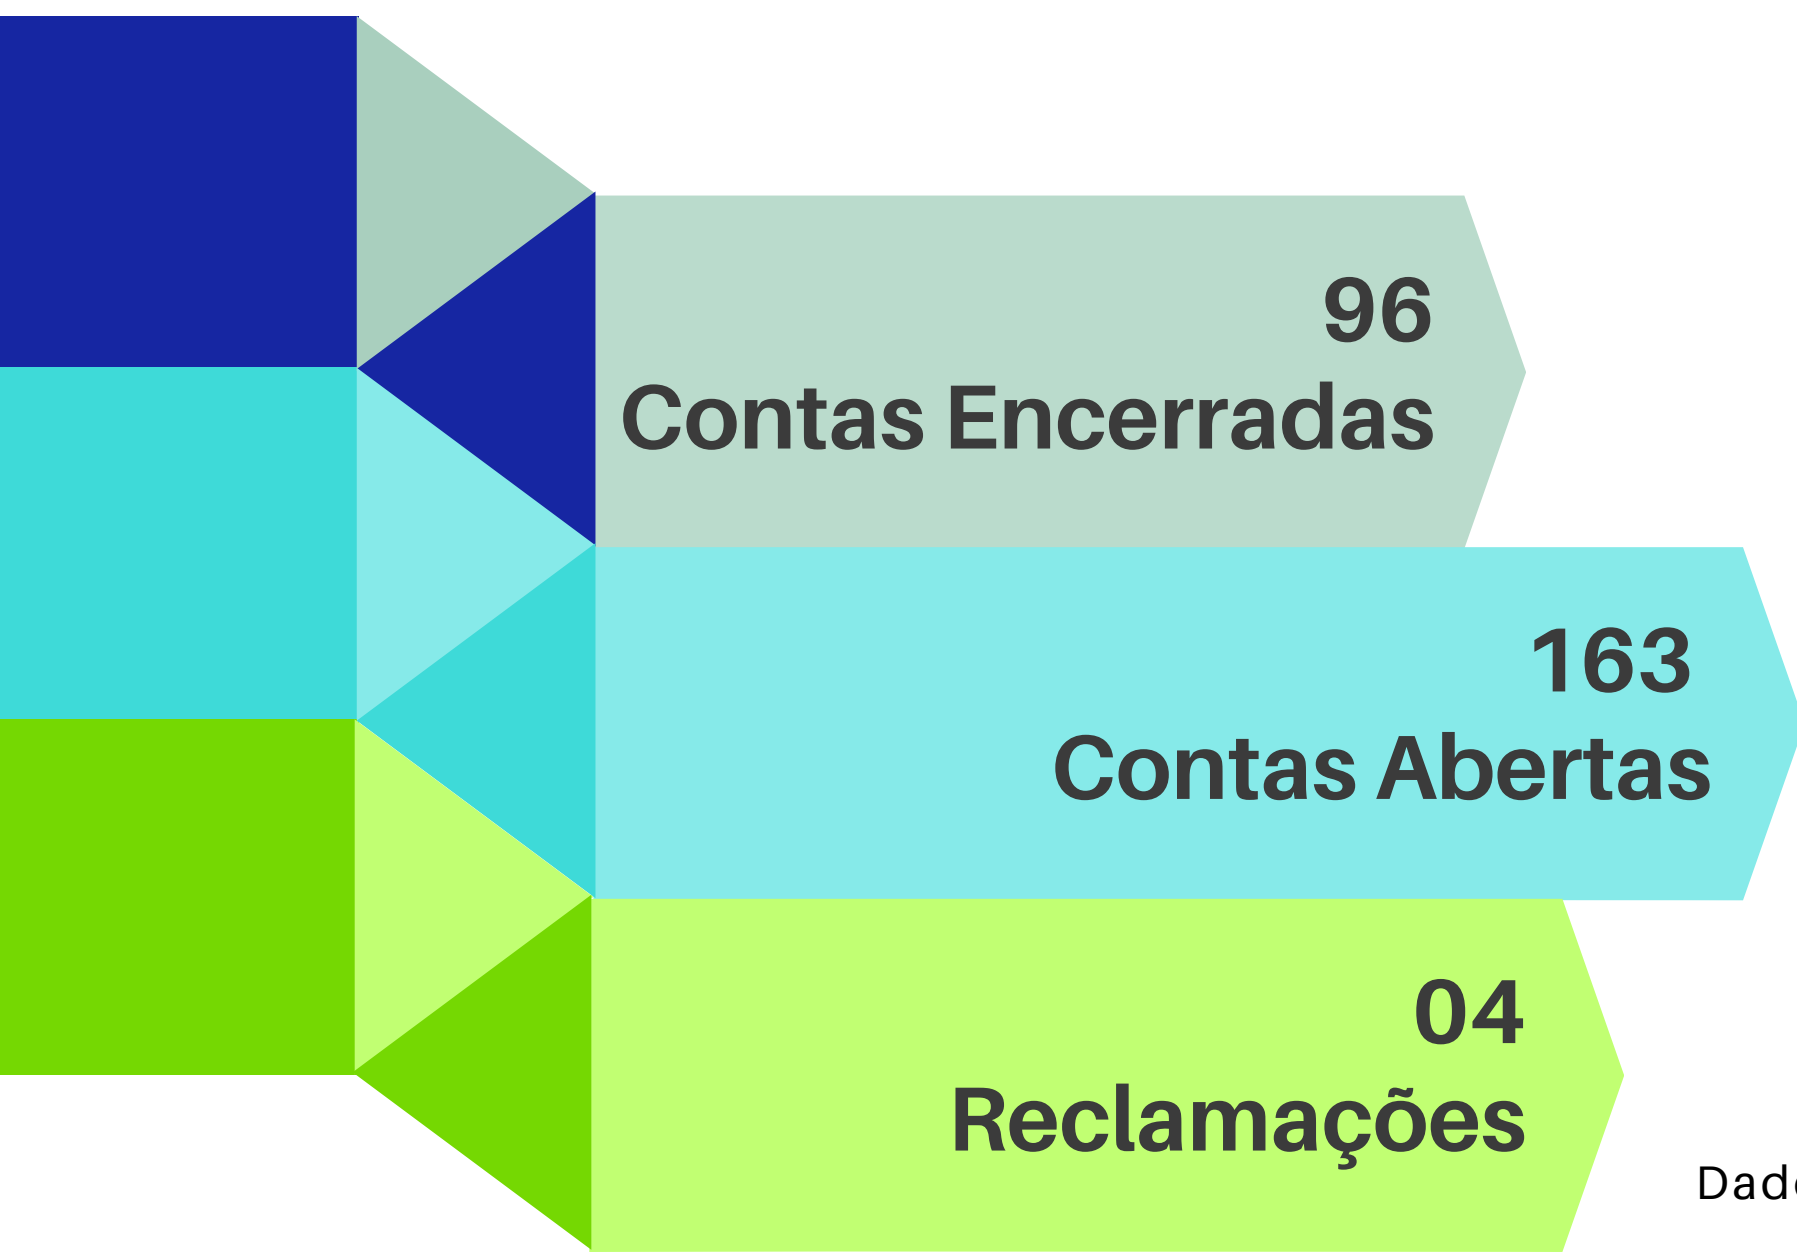 96
Contas Encerradas
163
Contas Abertas
04
Reclamações